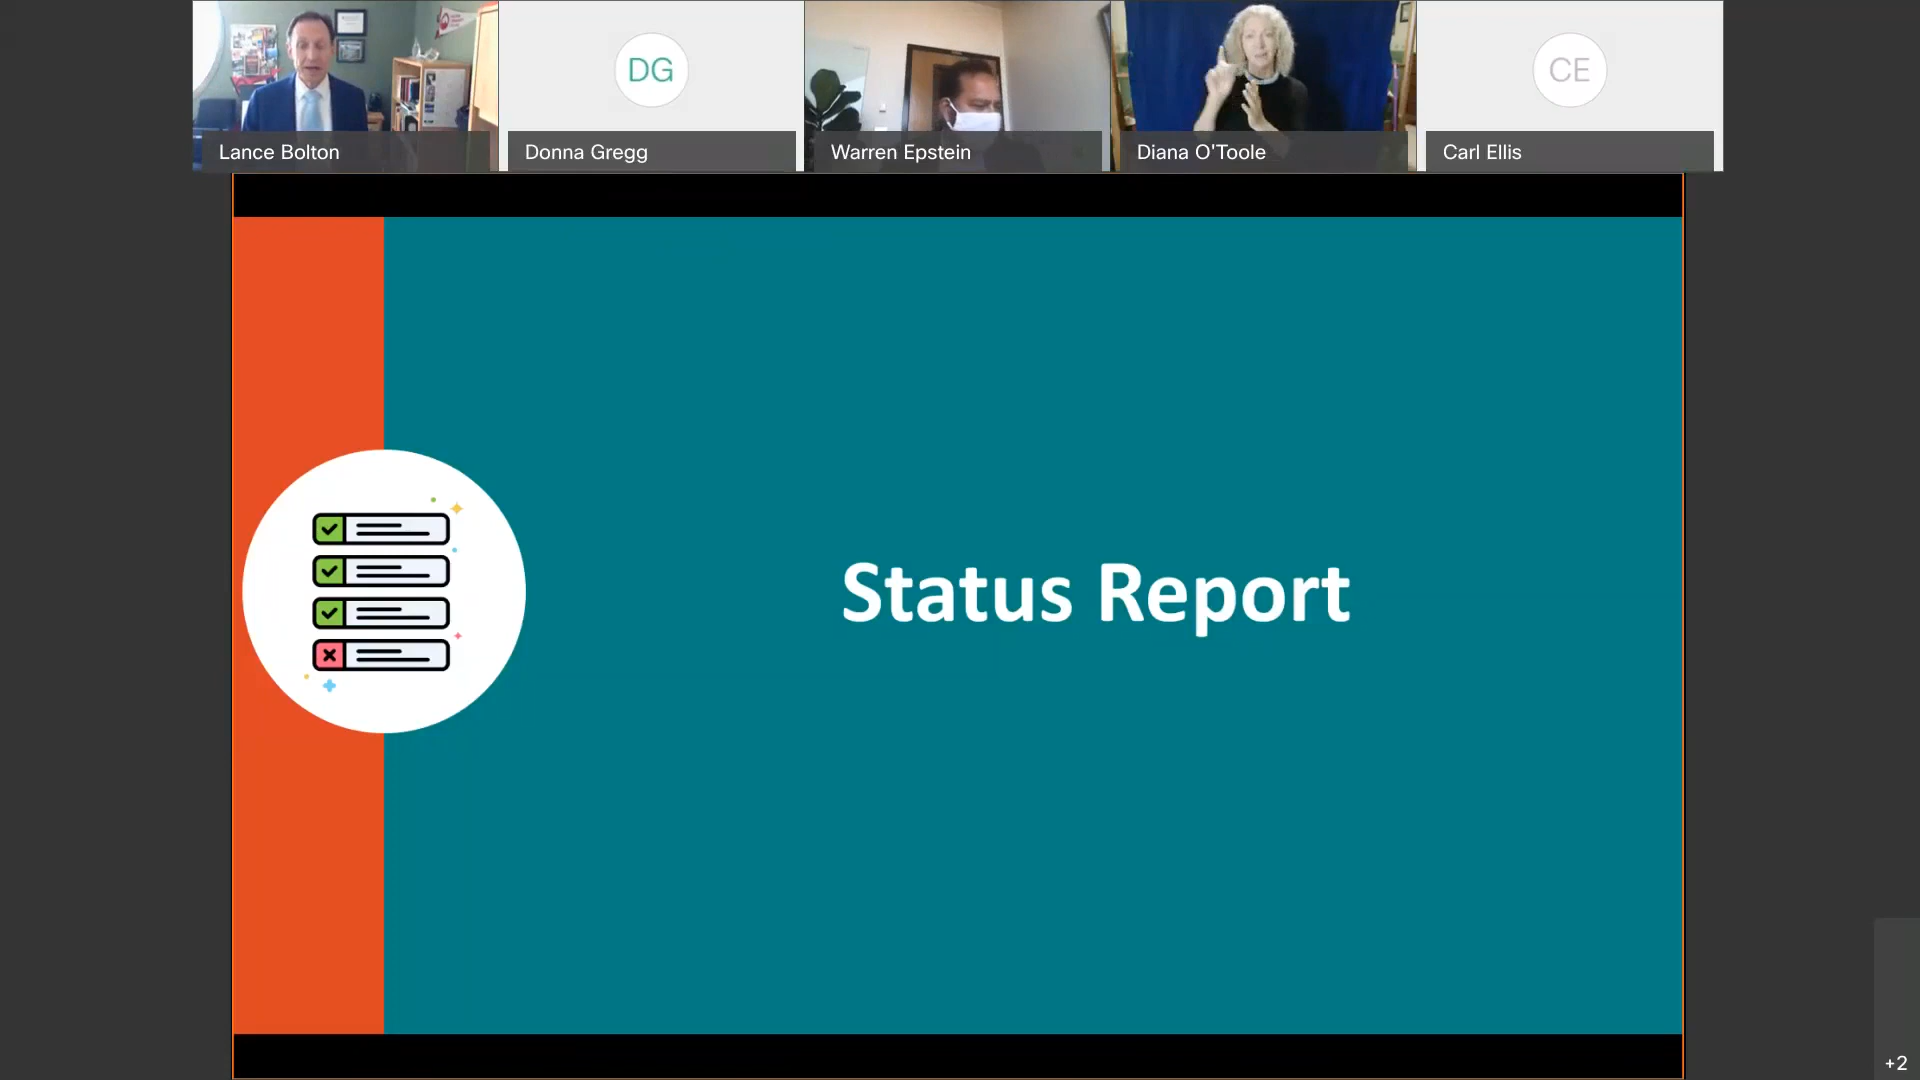 DG
CE
Lance Bolton
Donna Gregg
Warren Epstein
Diana O'Toole
Carl Ellis
Status Report
+2